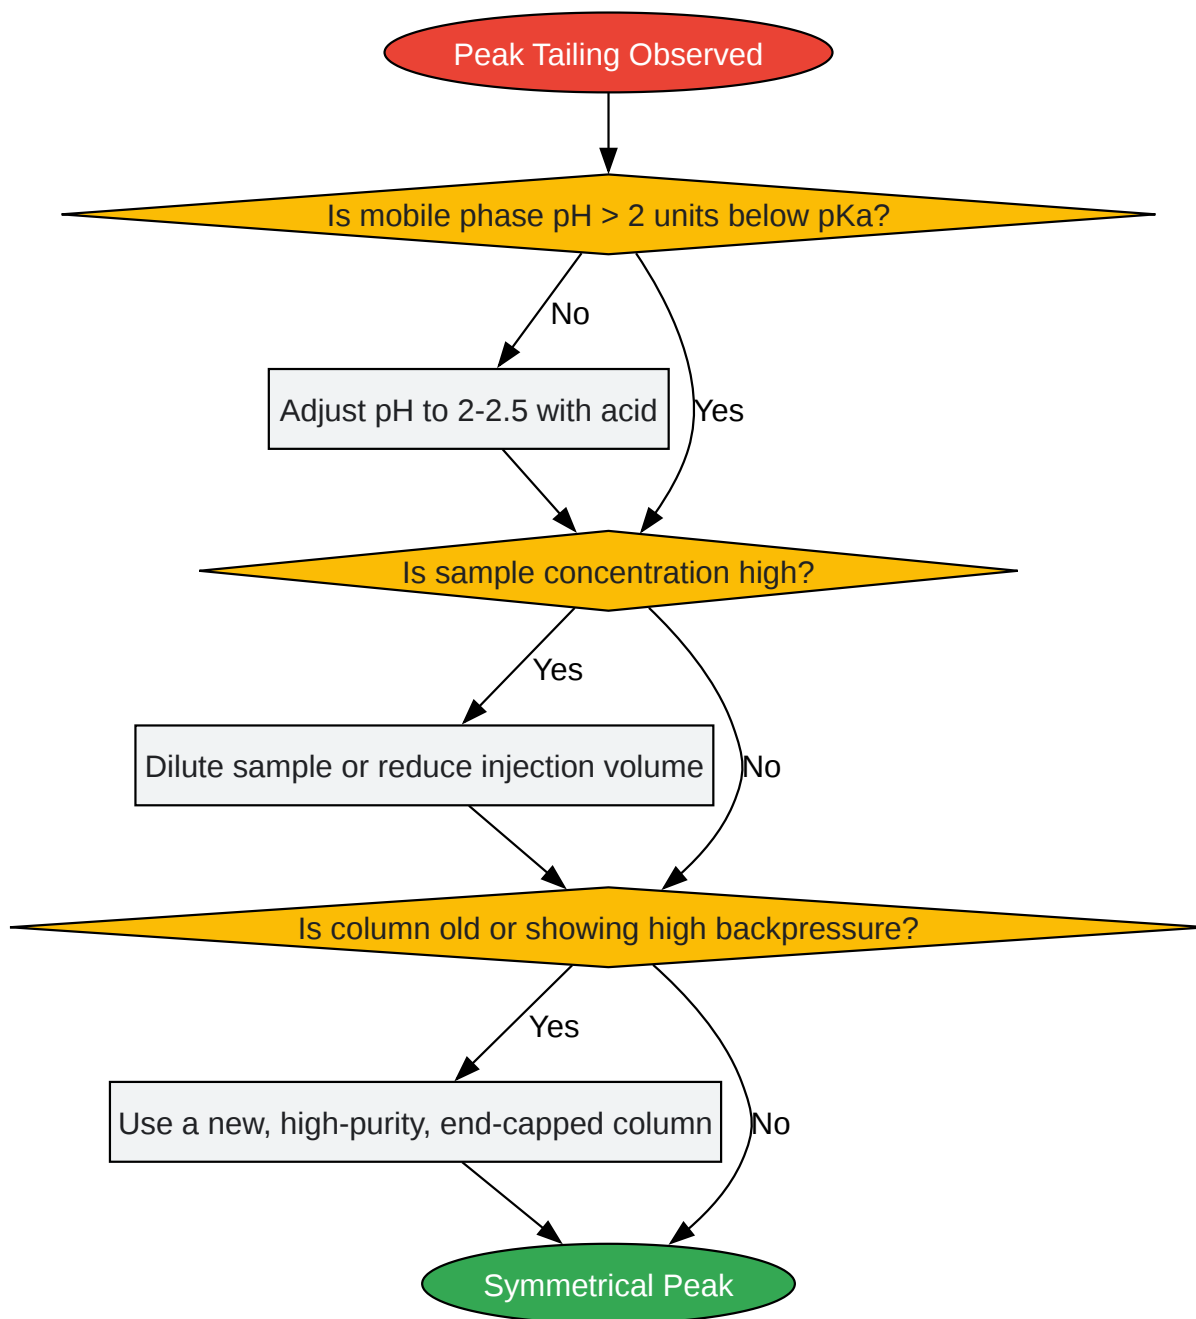 Peak Tailing Observed
Is mobile phase pH > 2 units below pKa?
No
Adjust pH to 2-2.5 with acid
Yes
Is sample concentration high?
Yes
Dilute sample or reduce injection volume
No
Is column old or showing high backpressure?
Yes
Use a new, high-purity, end-capped column
No
Symmetrical Peak